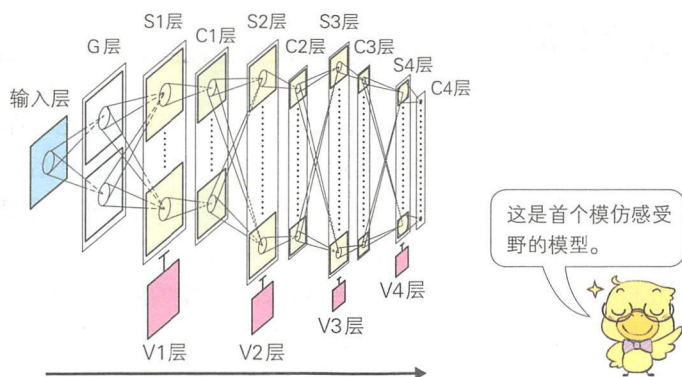 输入层
G层
S1层
C1层
S2层
C2层
S3层
C3层
S4层
C4层
V1层
V2层
V3层
V4层
这是首个模仿感受
野的模型。